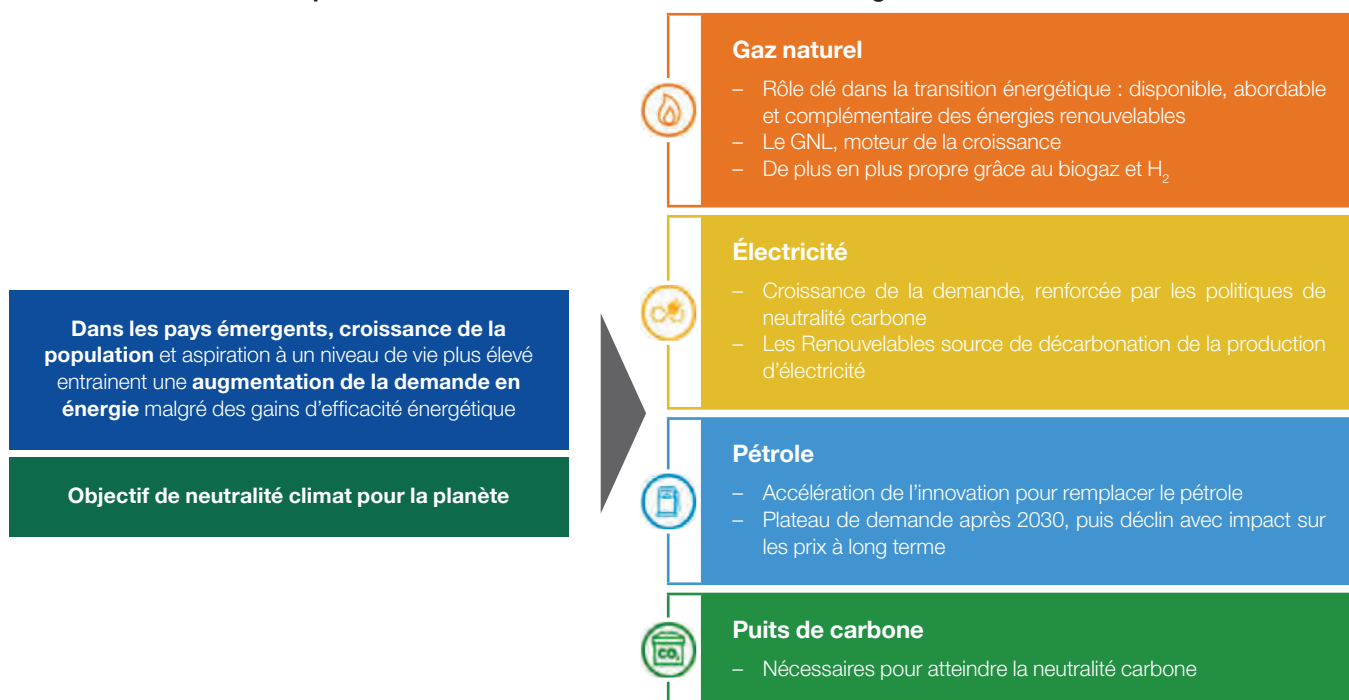 Dans les pays émergents, croissance de la
population et aspiration à un niveau de vie plus élevé
entrainent une augmentation de la demande en
énergie malgré des gains d'efficacité énergétique
Objectif de neutralité climat pour la planète
Gaz naturel
– Rôle clé dans la transition énergétique : disponible, abordable
et complémentaire des énergies renouvelables
– Le GNL, moteur de la croissance
– De plus en plus propre grâce au biogaz et H₂
Électricité
– Croissance de la demande, renforcée par les politiques de
neutralité carbone
– Les Renouvelables source de décarbonation de la production
d'électricité
Pétrole
– Accélération de l'innovation pour remplacer le pétrole
– Plateau de demande après 2030, puis déclin avec impact sur
les prix à long terme
CO₂
Puits de carbone
– Nécessaires pour atteindre la neutralité carbone